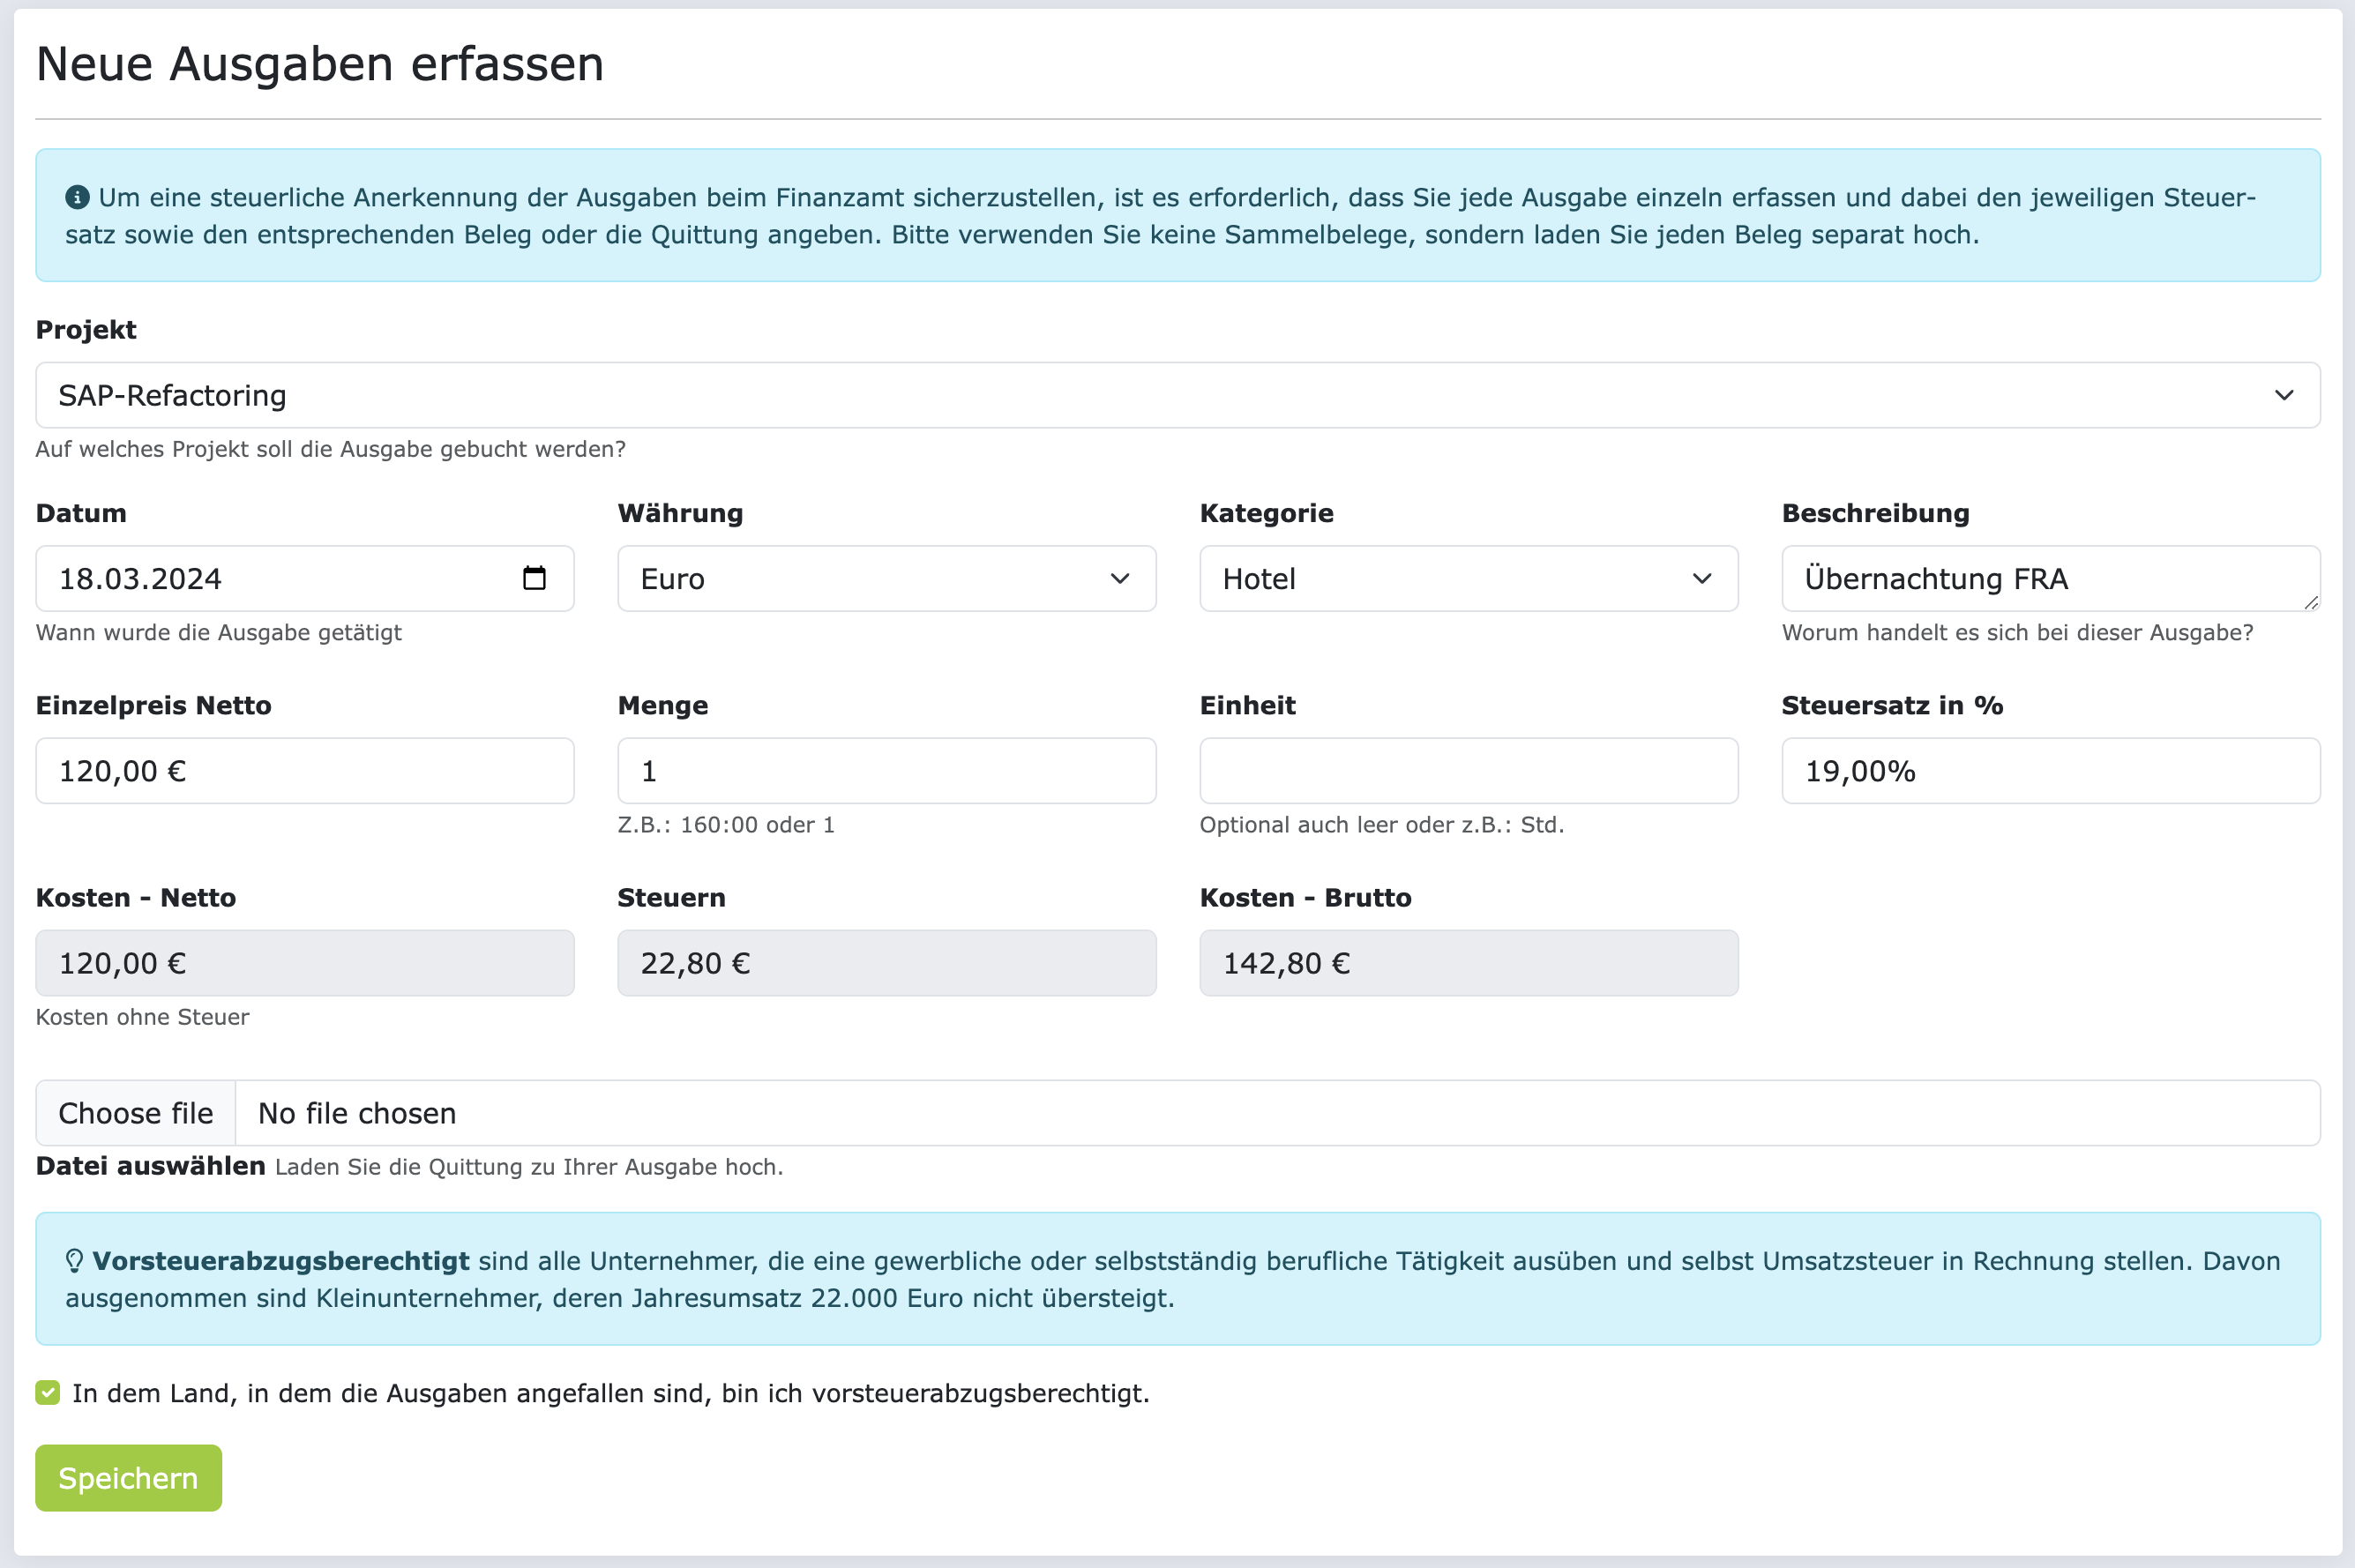 Neue Ausgaben erfassen
Um eine steuerliche Anerkennung der Ausgaben beim Finanzamt sicherzustellen, ist es erforderlich, dass Sie jede Ausgabe einzeln erfassen und dabei den jeweiligen Steuer-
satz sowie den entsprechenden Beleg oder die Quittung angeben. Bitte verwenden Sie keine Sammelbelege, sondern laden Sie jeden Beleg separat hoch.
Projekt
SAP-Refactoring
Auf welches Projekt soll die Ausgabe gebucht werden?
Datum Währung Kategorie Beschreibung
18.03.2024 Euro Hotel Übernachtung FRA
Wann wurde die Ausgabe getätigt Worum handelt es sich bei dieser Ausgabe?
Einzelpreis Netto Menge Einheit Steuersatz in %
120,00 € 1 19,00%
Z.B.: 160:00 oder 1 Optional auch leer oder z.B.: Std.
Kosten - Netto Steuern Kosten - Brutto
120,00 € 22,80 € 142,80 €
Kosten ohne Steuer
Choose file No file chosen
Datei auswählen Laden Sie die Quittung zu Ihrer Ausgabe hoch.
Vorsteuerabzugsberechtigt sind alle Unternehmer, die eine gewerbliche oder selbstständig berufliche Tätigkeit ausüben und selbst Umsatzsteuer in Rechnung stellen. Davon
ausgenommen sind Kleinunternehmer, deren Jahresumsatz 22.000 Euro nicht übersteigt.
In dem Land, in dem die Ausgaben angefallen sind, bin ich vorsteuerabzugsberechtigt.
Speichern